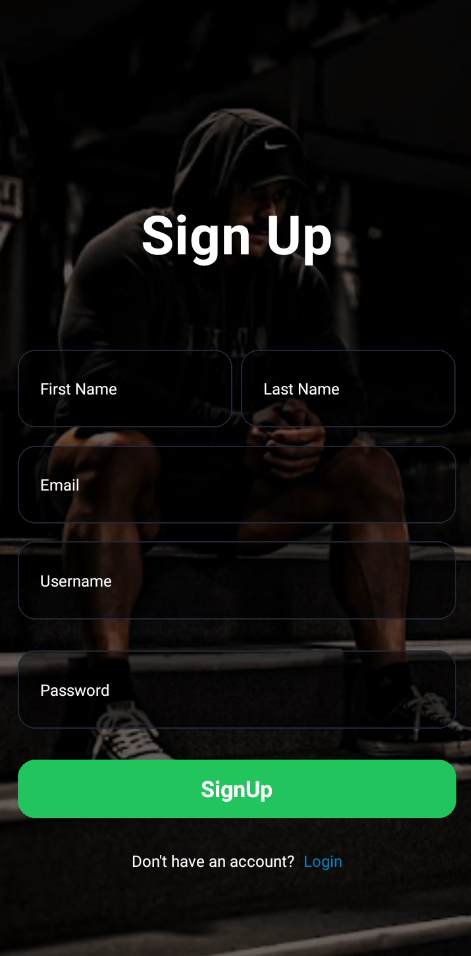 Sign Up
First Name Last Name
Email
Username
Password
SignUp
Don't have an account? Login